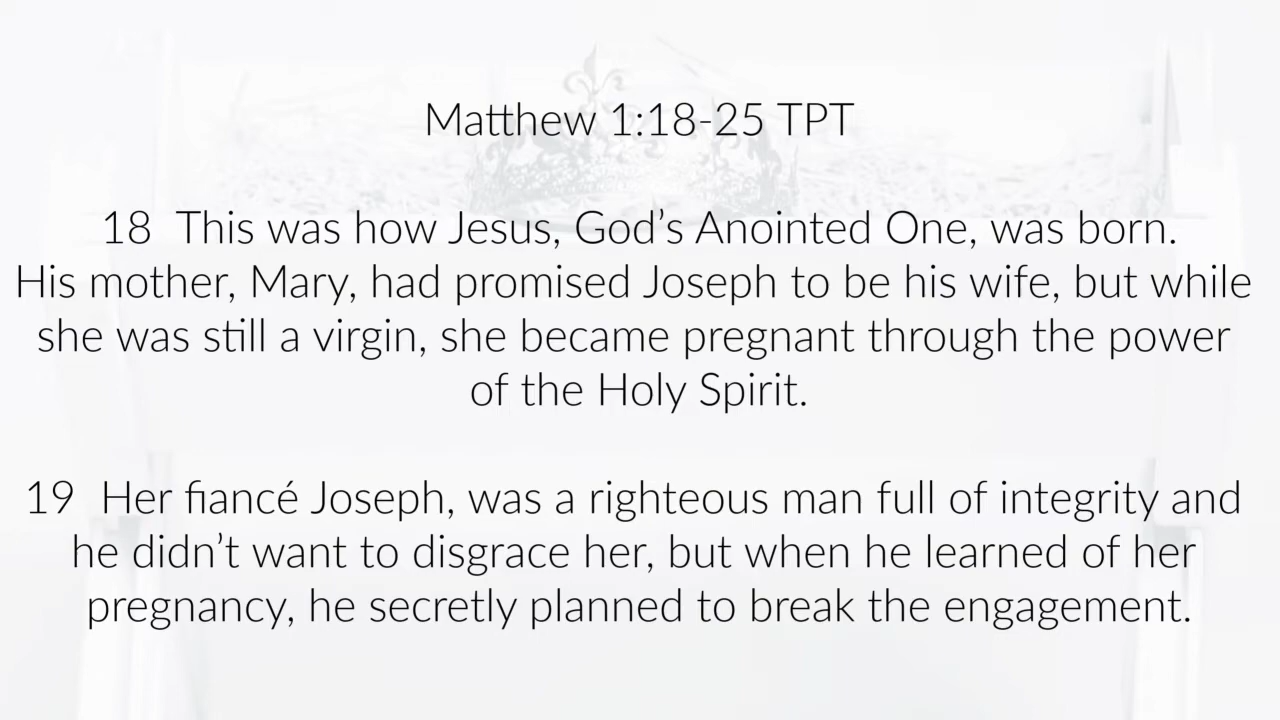 Matthew 1:18-25 TPT
18 This was how Jesus, God’s Anointed One, was born.
His mother, Mary, had promised Joseph to be his wife, but while
she was still a virgin, she became pregnant through the power
of the Holy Spirit.
19 Her fiancé Joseph, was a righteous man full of integrity and
he didn’t want to disgrace her, but when he learned of her
pregnancy, he secretly planned to break the engagement.